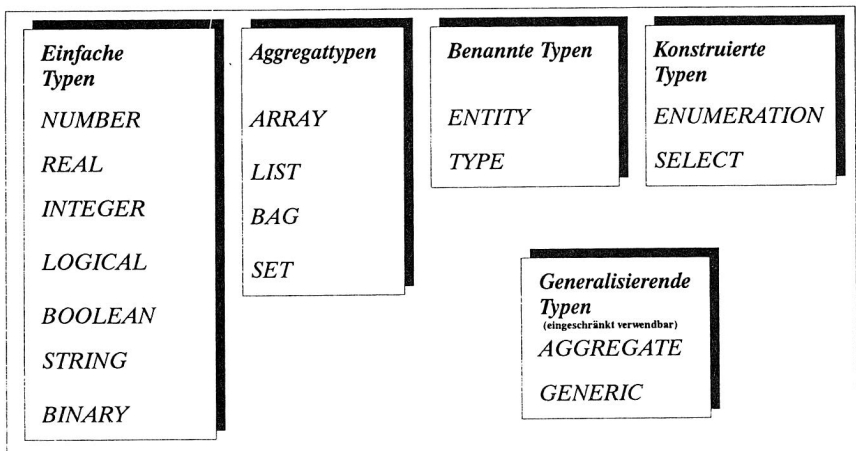 Einfache
Typen
NUMBER
REAL
INTEGER
LOGICAL
BOOLEAN
STRING
BINARY
Aggregattypen
ARRAY
LIST
BAG
SET
Benannte Typen
ENTITY
TYPE
Konstruierte
Typen
ENUMERATION
SELECT
Generalisierende
Typen
(eingeschränkt verwendbar)
AGGREGATE
GENERIC